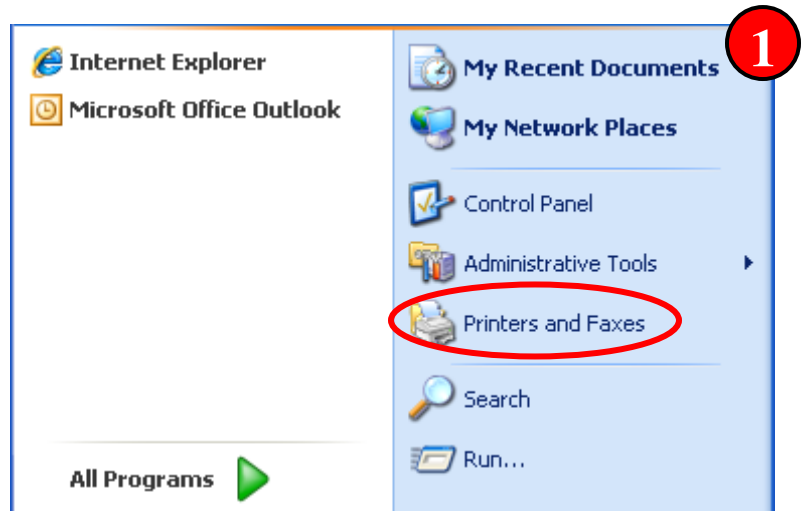 1
Internet Explorer
Microsoft Office Outlook
All Programs
My Recent Documents
My Network Places
Control Panel
Administrative Tools
Printers and Faxes
Search
Run...